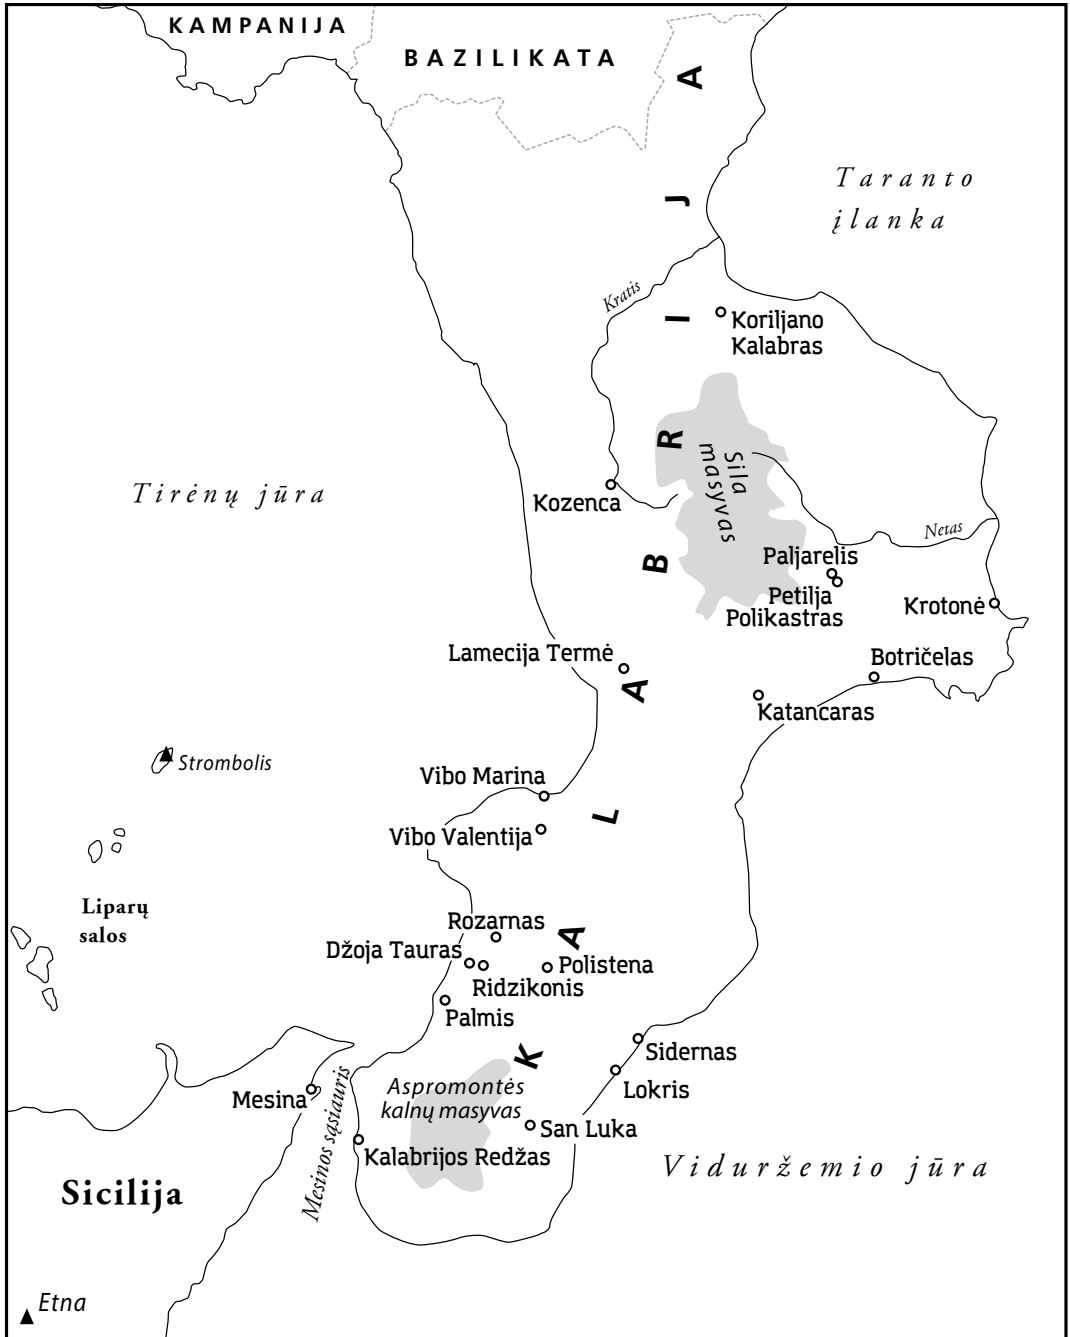 KAMPANIJA
BAZILIKATA
Taranto
įlanka
Kratis
Koriljano
Kalabras
Sila
masyvas
Tirėnų jūra
Kozenca
Netas
Paljarelis
Petilja
Polikastras
Krotonė
Lamecija Termė
Botričelas
Katancaras
Strombolis
Vibo Marina
Vibo Valentija
Liparų
salos
Rozarnas
Džoja Tauras
Polistena
Ridzikonis
Palmis
KALABRIJA
Sidernas
Lokris
Aspromontės
kalnų masyvas
Mesina
Mesinos sąsiauris
San Luka
Kalabrijos Redžas
Viduržemio jūra
Sicilija
Etna